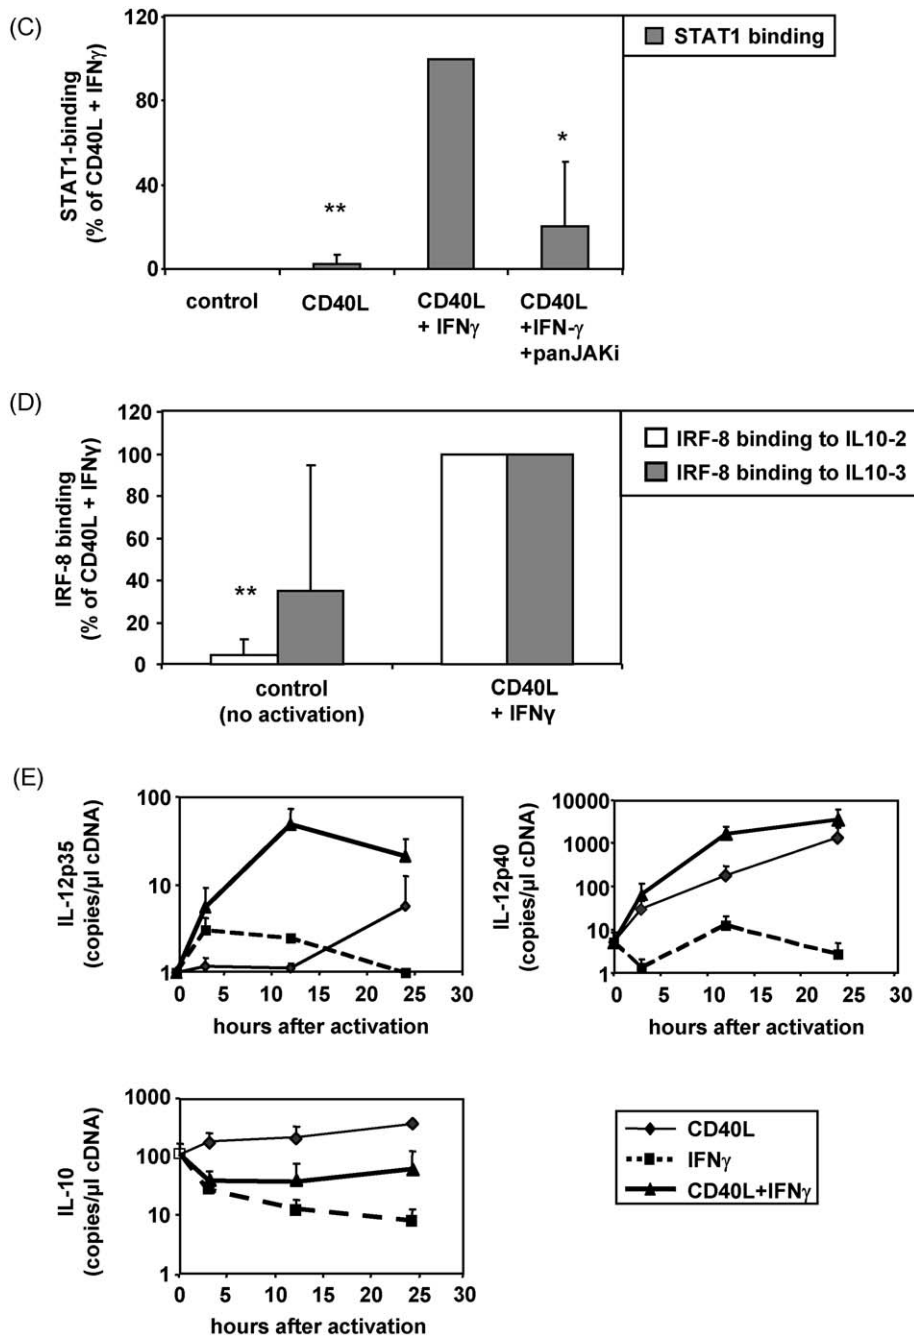 (C)
STAT1-binding
(% of CD40L + IFNγ)
120
80
40
0
**
*
control
CD40L
CD40L
+ IFNγ
CD40L
+IFN-γ
+panJAKi
STAT1 binding
(D)
IRF-8 binding
(% of CD40L + IFNγ)
120
100
80
60
40
20
0
**
control
(no activation)
CD40L
+ IFNγ
IRF-8 binding to IL10-2
IRF-8 binding to IL10-3
(E)
IL-12p35
(copies/µl cDNA)
100
10
1
0 5 10 15 20 25 30
hours after activation
IL-12p40
(copies/µl cDNA)
10000
1000
100
10
1
0 5 10 15 20 25 30
hours after activation
IL-10
(copies/µl cDNA)
1000
100
10
1
0 5 10 15 20 25 30
hours after activation
CD40L
IFNγ
CD40L+IFNγ